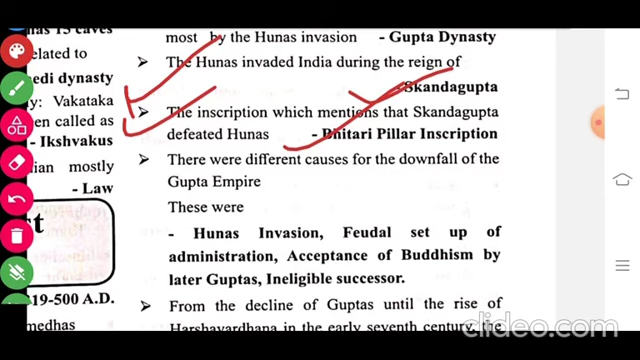 has 15 caves
related to
edi dynasty
y: Vakataka
en called as
- Ikshvakus
ian mostly
- Law
st
19-500 A.D.
medhas
most by the Hunas invasion - Gupta Dynasty
The Hunas invaded India during the reign of
- Skandagupta
The inscription which mentions that Skandagupta
defeated Hunas - Bhitari Pillar Inscription
There were different causes for the downfall of the
Gupta Empire
These were
- Hunas Invasion, Feudal set up of
administration, Acceptance of Buddhism by
later Guptas, Ineligible successor.
From the decline of Guptas until the rise of
Harshavardhana in the early seventh century, the
clideo.com